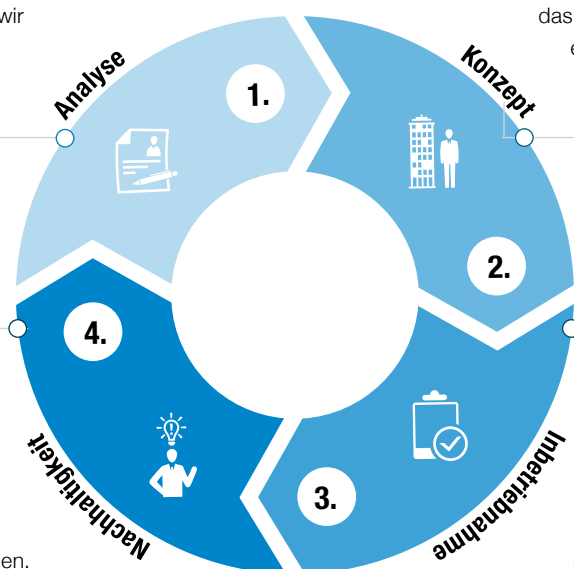 wir
das
Analyse
Konzept
1.
2.
4.
3.
Nachhaltigkeit
Inbetriebnahme
en.